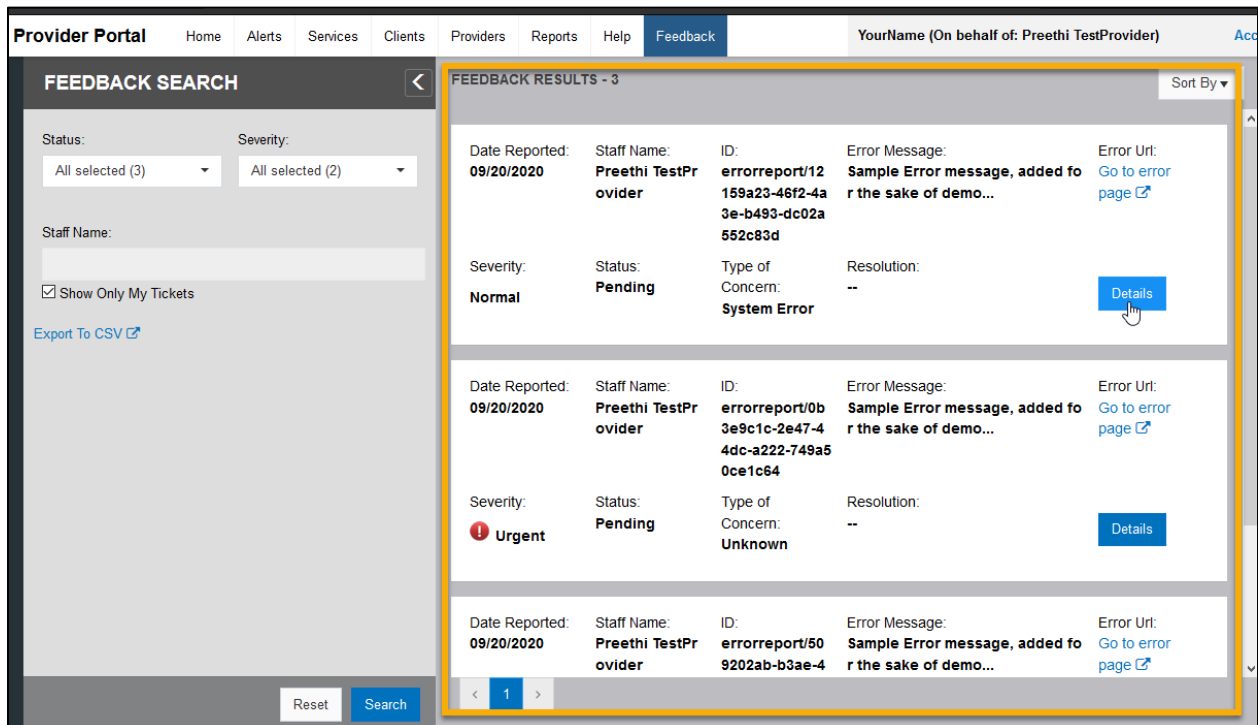 Provider Portal Home Alerts Services Clients Providers Reports Help Feedback YourName (On behalf of: Preethi TestProvider)
FEEDBACK SEARCH
Status: Severity:
All selected (3) All selected (2)
Staff Name:
Show Only My Tickets
Export To CSV
Reset Search
FEEDBACK RESULTS - 3
Sort By
Date Reported: Staff Name: ID: Error Message: Error Url:
09/20/2020 Preethi TestPr errorreport/12 Sample Error message, added fo Go to error
ovider 159a23-46f2-4a r the sake of demo... page
3e-b493-dc02a
552c83d
Severity: Status: Type of Resolution:
Normal Pending Concern: --
System Error
Details
Date Reported: Staff Name: ID: Error Message: Error Url:
09/20/2020 Preethi TestPr errorreport/0b Sample Error message, added fo Go to error
ovider 3e9c1c-2e47-4 r the sake of demo... page
4dc-a222-749a5
0ce1c64
Severity: Status: Type of Resolution:
Urgent Pending Concern: --
Unknown
Details
Date Reported: Staff Name: ID: Error Message: Error Url:
09/20/2020 Preethi TestPr errorreport/50 Sample Error message, added fo Go to error
ovider 9202ab-b3ae-4 r the sake of demo... page
< 1 >